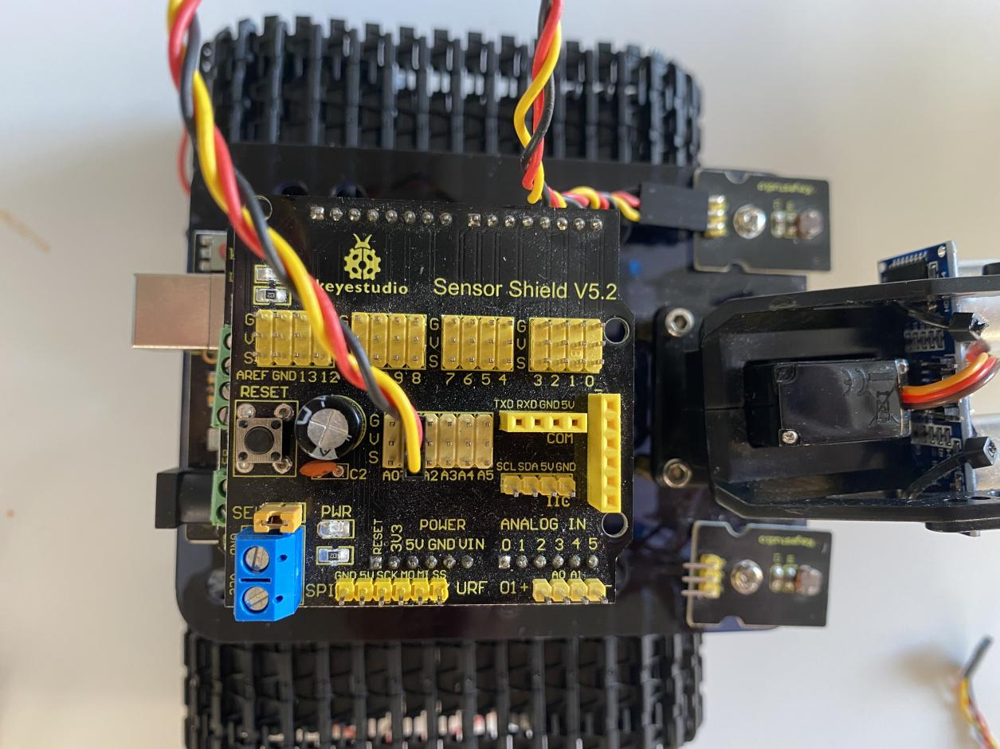 Keyestudio
keyestudio
Sensor Shield V5.2
G G G G
V V V
S S S S
AREF GND 13 12 9 8 7 6 5 4 3 2 1 0
RESET
TXD RXD GND 5V
COM
G
V
S
A0 A2 A3 A4 A5
C2
SCL SDA 5V GND
IIC
SE
PWR
RESET
3V3
POWER
5V GND VIN
ANALOG IN
0 1 2 3 4 5
GND 5V SCK MO MI SS
SPI
URF 01+ A0 A1 -
Keyestudio